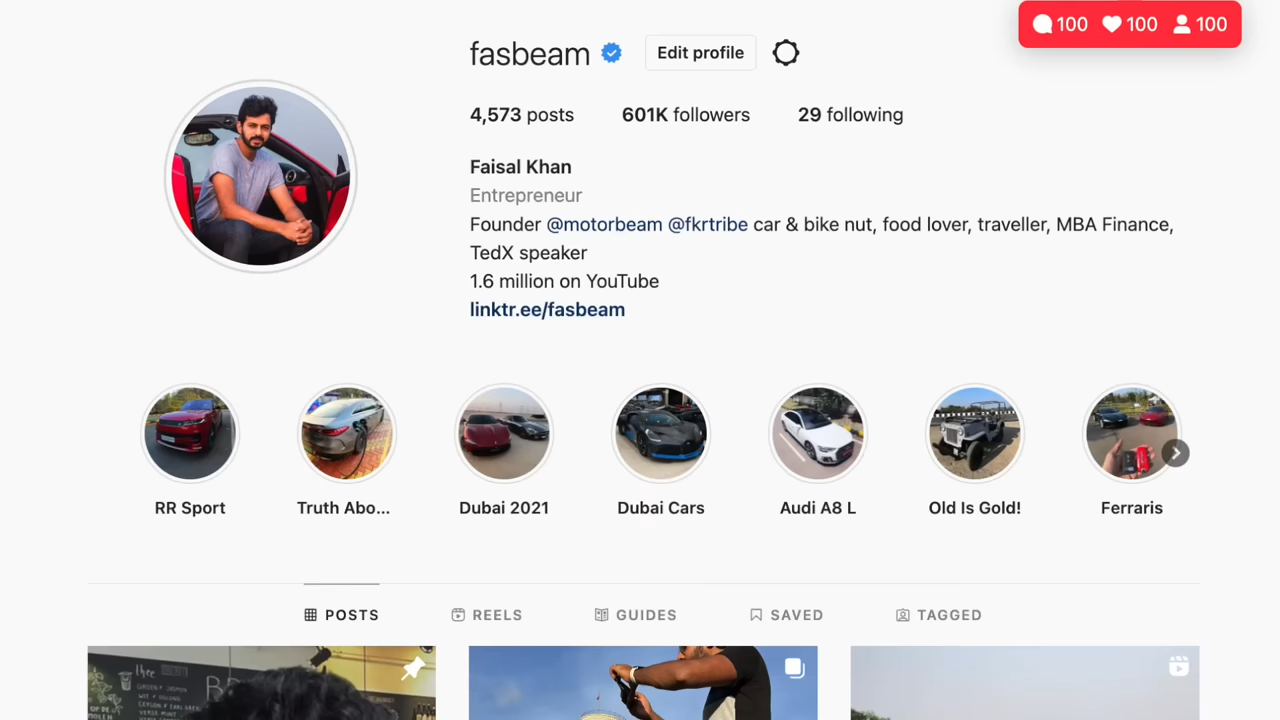 100 100 100
fasbeam Edit profile
4,573 posts 601K followers 29 following
Faisal Khan
Entrepreneur
Founder @motorbeam @fkrtribe car & bike nut, food lover, traveller, MBA Finance,
TedX speaker
1.6 million on YouTube
linktr.ee/fasbeam
RR Sport Truth Abo... Dubai 2021 Dubai Cars Audi A8 L Old Is Gold! Ferraris
POSTS REELS GUIDES SAVED TAGGED